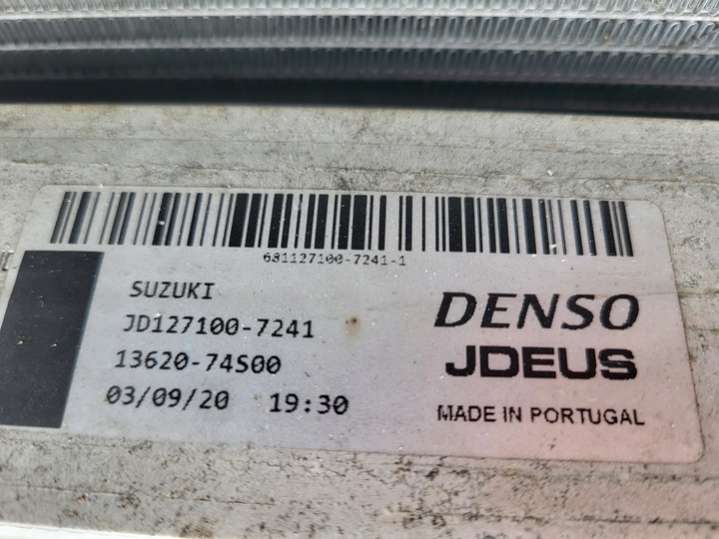 681127100-7241-1
SUZUKI
JD127100-7241
13620-74S00
03/09/20 19:30
DENSO
JDEUS
MADE IN PORTUGAL